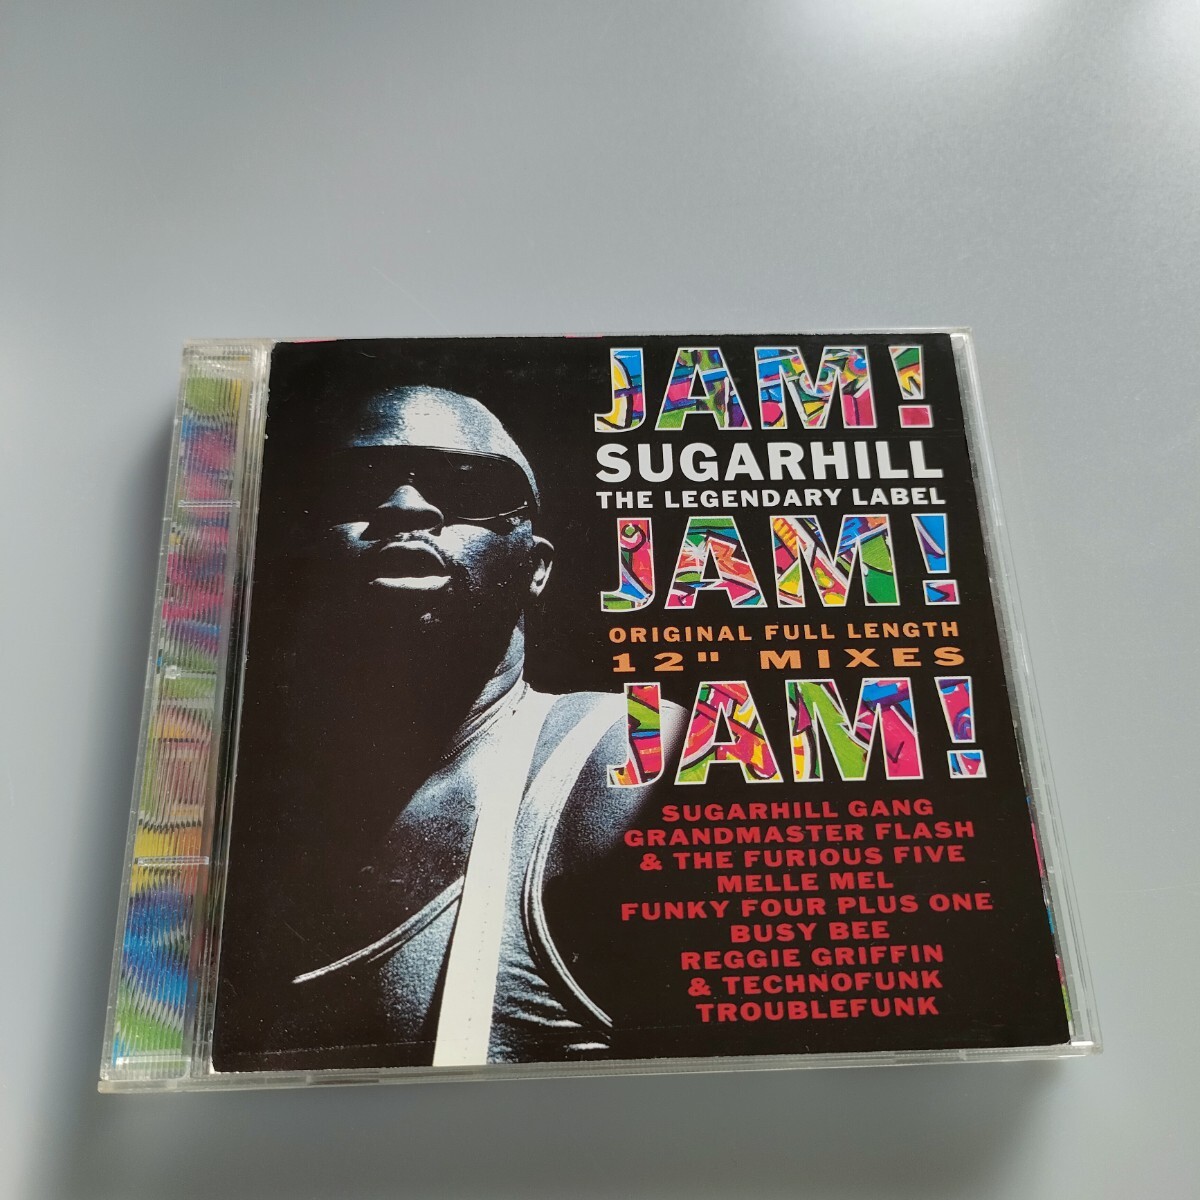 JAM!
SUGARHILL
THE LEGENDARY LABEL
JAM!
ORIGINAL FULL LENGTH
12" MIXES
JAM!
SUGARHILL GANG
GRANDMASTER FLASH
& THE FURIOUS FIVE
MELLE MEL
FUNKY FOUR PLUS ONE
BUSY BEE
REGGIE GRIFFIN
& TECHNOFUNK
TROUBLEFUNK